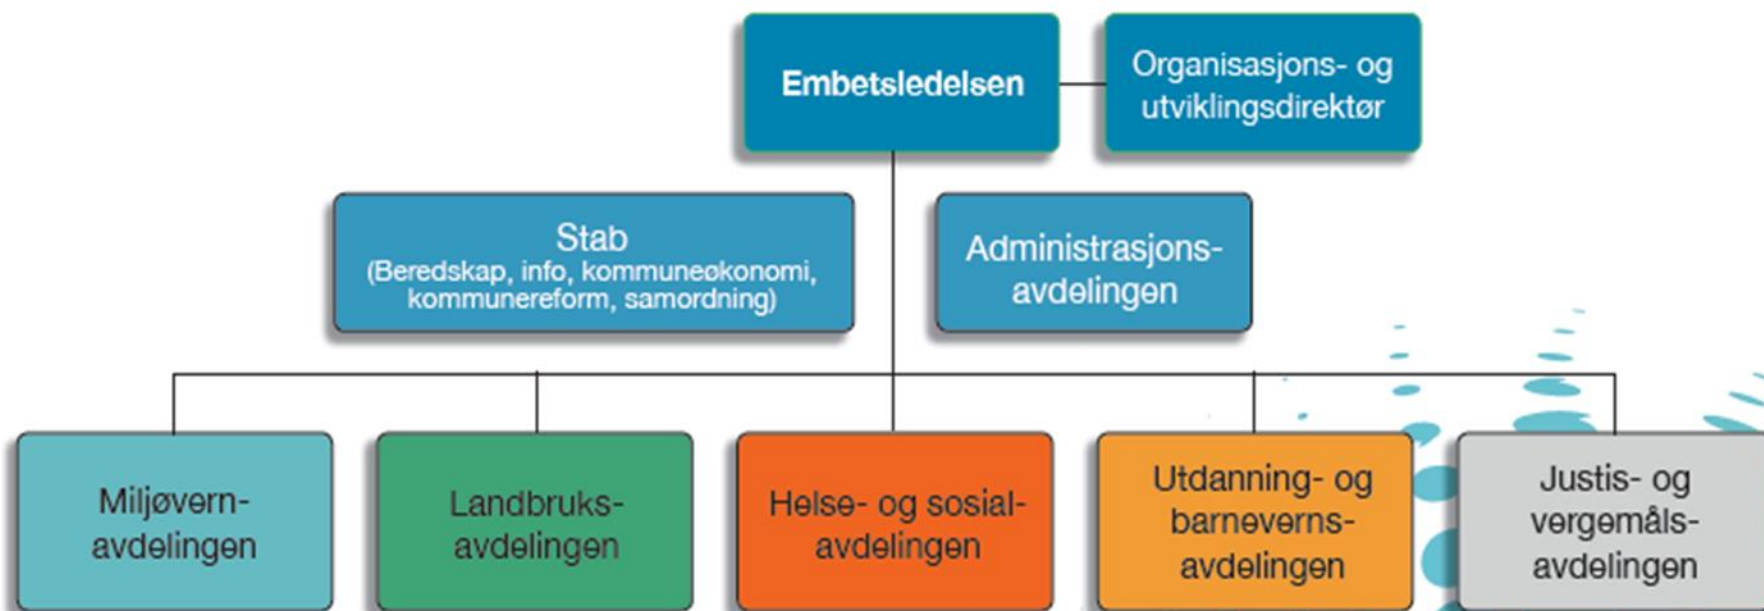 Embetsledelsen
Organisasjons- og
utviklingsdirektør
Stab
(Beredskap, info, kommuneøkonomi,
kommunereform, samordning)
Administrasjons-
avdelingen
Miljøvern-
avdelingen
Landbruks-
avdelingen
Helse- og sosial-
avdelingen
Utdanning- og
barneverns-
avdelingen
Justis- og
vergemåls-
avdelingen